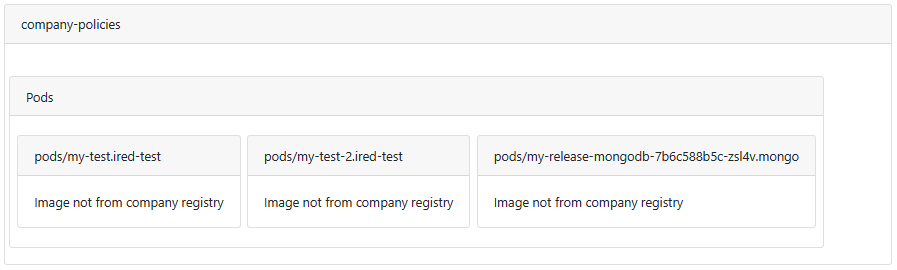 company-policies
Pods
pods/my-test.ired-test
pods/my-test-2.ired-test
pods/my-release-mongodb-7b6c588b5c-zsl4v.mongo
Image not from company registry
Image not from company registry
Image not from company registry